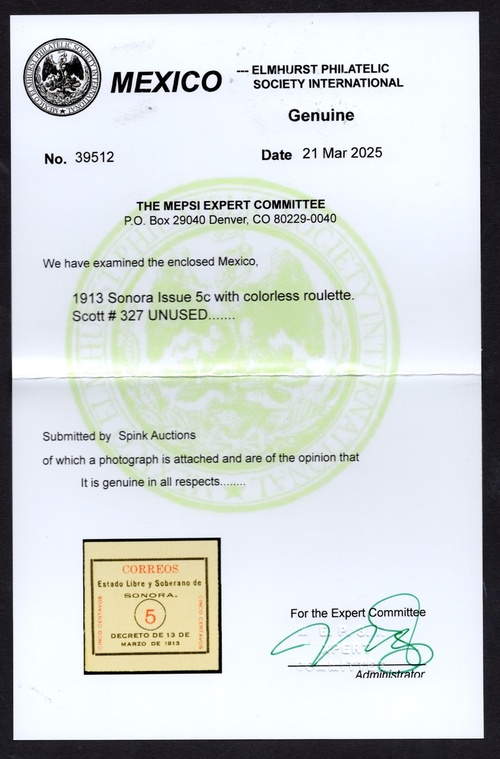 MEXICO
--- ELMHURST PHILATELIC
SOCIETY INTERNATIONAL
Genuine
No. 39512
Date 21 Mar 2025
THE MEPSI EXPERT COMMITTEE
P.O. Box 29040 Denver, CO 80229-0040
We have examined the enclosed Mexico,
1913 Sonora Issue 5c with colorless roulette.
Scott # 327 UNUSED.......
Submitted by Spink Auctions
of which a photograph is attached and are of the opinion that
It is genuine in all respects........
CORREOS
Estado Libre y Soberano de
SONORA.
CINCO CENTAVOS
5
CINCO CENTAVOS
DECRETO DE 13 DE
MARZO DE 1913
For the Expert Committee
Administrator